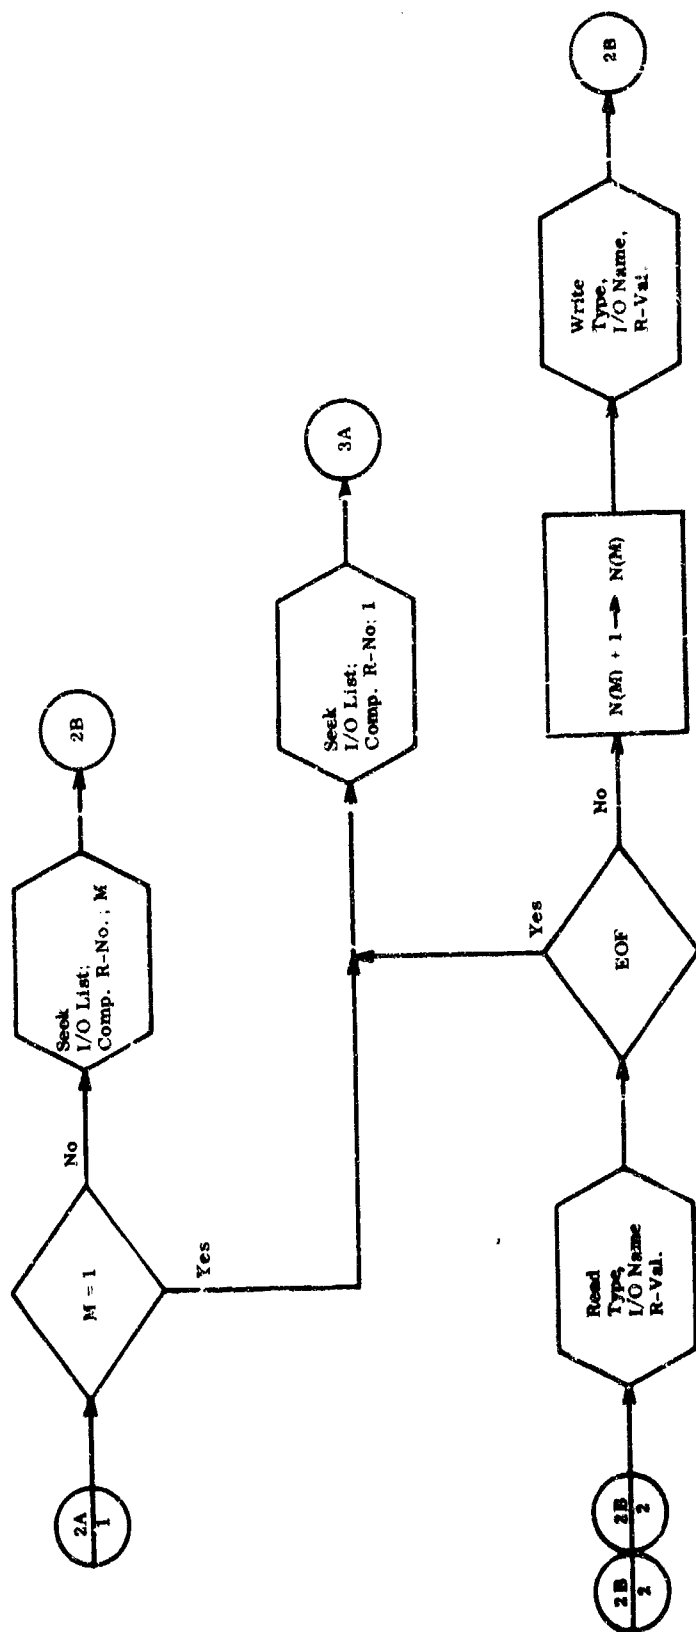 2A
1
M = 1
Yes
No
Seek
I/O List;
Comp. R-No.; M
2B
Seek
I/O List;
Comp. R-No; 1
3A
2B
2
2B
2
Read
Type,
I/O Name
R-Val.
EOF
Yes
No
N(M) + 1 → N(M)
Write
Type,
I/O Name,
R-Val.
2B